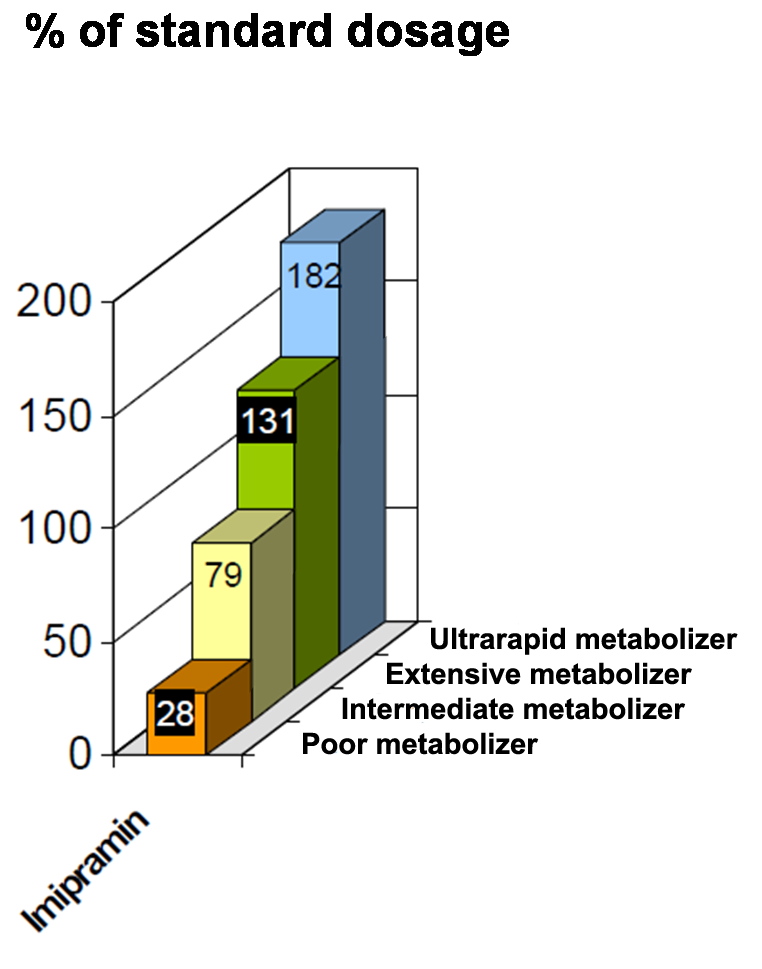 % of standard dosage
200
150
100
50
0
182
131
79
28
Ultrarapid metabolizer
Extensive metabolizer
Intermediate metabolizer
Poor metabolizer
Imipramin